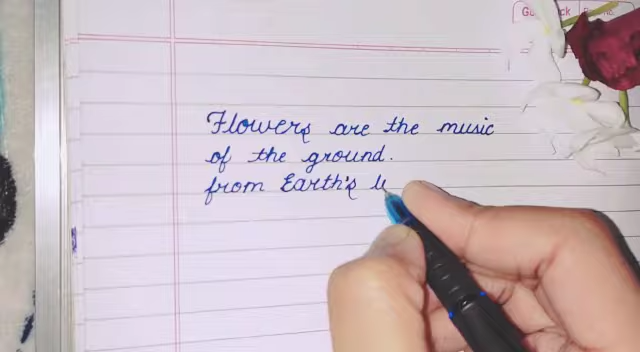 Flowers are the music
of the ground.
from Earth's